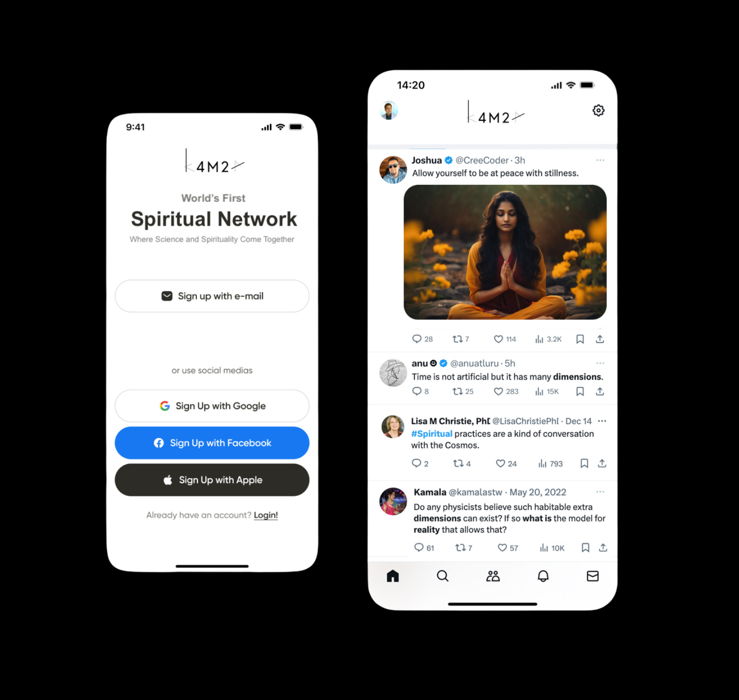 9:41
K4M2K
World's First
Spiritual Network
Where Science and Spirituality Come Together
Sign up with e-mail
or use social medias
Sign Up with Google
Sign Up with Facebook
Sign Up with Apple
Already have an account? Login!
14:20
K4M2K
Joshua @CreeCoder · 3h
Allow yourself to be at peace with stillness.
28 7 114 3.2K
anu @anuatluru · 5h
Time is not artificial but it has many dimensions.
8 25 283 15K
Lisa M Christie, PhD @LisaChristiePhD · Dec 14
#Spiritual practices are a kind of conversation
with the Cosmos.
2 4 24 793
Kamala @kamalastw · May 20, 2022
Do any physicists believe such habitable extra
dimensions can exist? If so what is the model for
reality that allows that?
61 7 57 10K